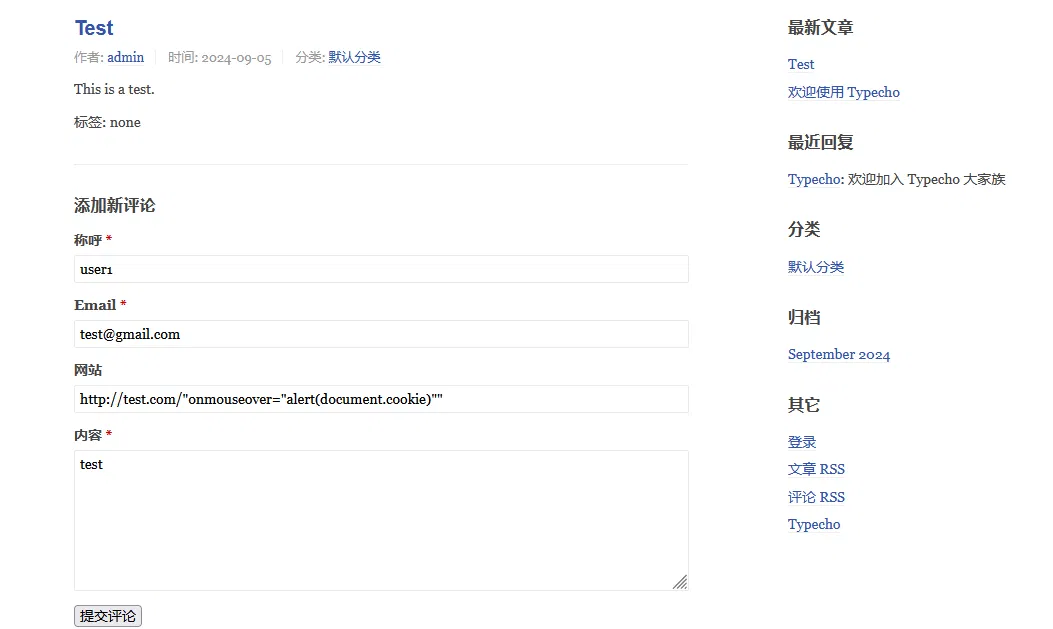 Test
作者: admin 时间: 2024-09-05 分类: 默认分类
This is a test.
标签: none
添加新评论
称呼 *
user1
Email *
test@gmail.com
网站
http://test.com/"onmouseover="alert(document.cookie)""
内容 *
test
提交评论
最新文章
Test
欢迎使用 Typecho
最近回复
Typecho: 欢迎加入 Typecho 大家族
分类
默认分类
归档
September 2024
其它
登录
文章 RSS
评论 RSS
Typecho